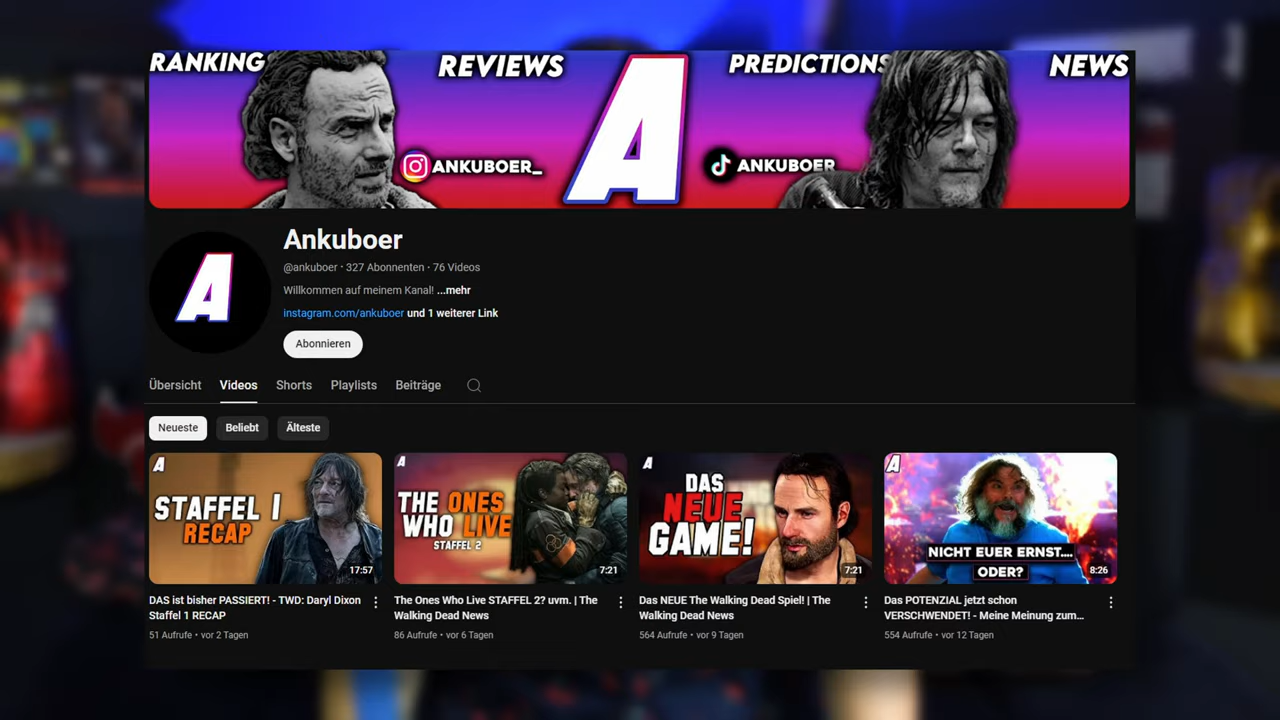 RANKING
REVIEWS
A
PREDICTIONS
NEWS
ANKUBOER_
ANKUBOER
A
Ankuboer
@ankuboer · 327 Abonnenten · 76 Videos
Willkommen auf meinem Kanal! ...mehr
instagram.com/ankuboer und 1 weiterer Link
Abonnieren
Übersicht Videos Shorts Playlists Beiträge
Neueste Beliebt Älteste
A
STAFFEL 1
RECAP
17:57
A
THE ONES
WHO LIVE
STAFFEL 2
7:21
A
DAS
NEUE
GAME!
7:21
A
NICHT EUER ERNST....
ODER?
8:26
DAS ist bisher PASSIERT! - TWD: Daryl Dixon
Staffel 1 RECAP
51 Aufrufe • vor 2 Tagen
The Ones Who Live STAFFEL 2? uvm. | The
Walking Dead News
86 Aufrufe • vor 6 Tagen
Das NEUE The Walking Dead Spiel! | The
Walking Dead News
564 Aufrufe • vor 9 Tagen
Das POTENZIAL jetzt schon
VERSCHWENDET! - Meine Meinung zum...
554 Aufrufe • vor 12 Tagen